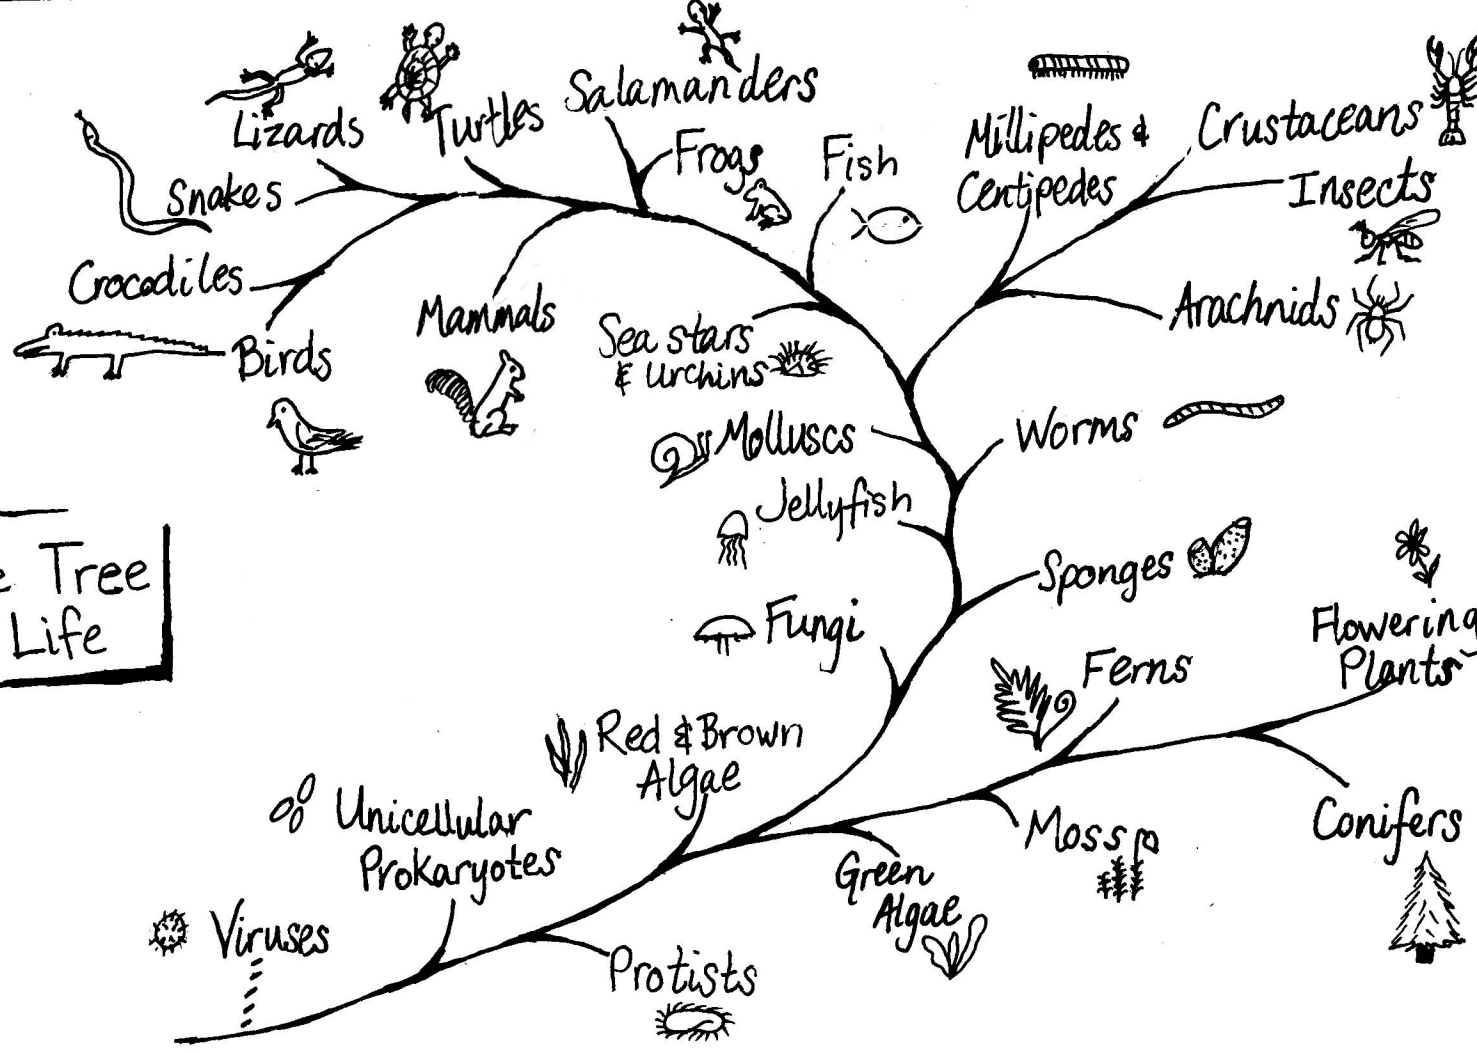 Salamanders
Lizards
Turtles
Frogs
Fish
Millipedes &
Centipedes
Crustaceans
Insects
Snakes
Crocodiles
Birds
Mammals
Sea stars
& Urchins
Arachnids
Molluscs
Worms
Jellyfish
Sponges
Tree
Life
Fungi
Ferns
Flowering
Plants
Red & Brown
Algae
Unicellular
Prokaryotes
Green
Algae
Moss
Conifers
Viruses
Protists